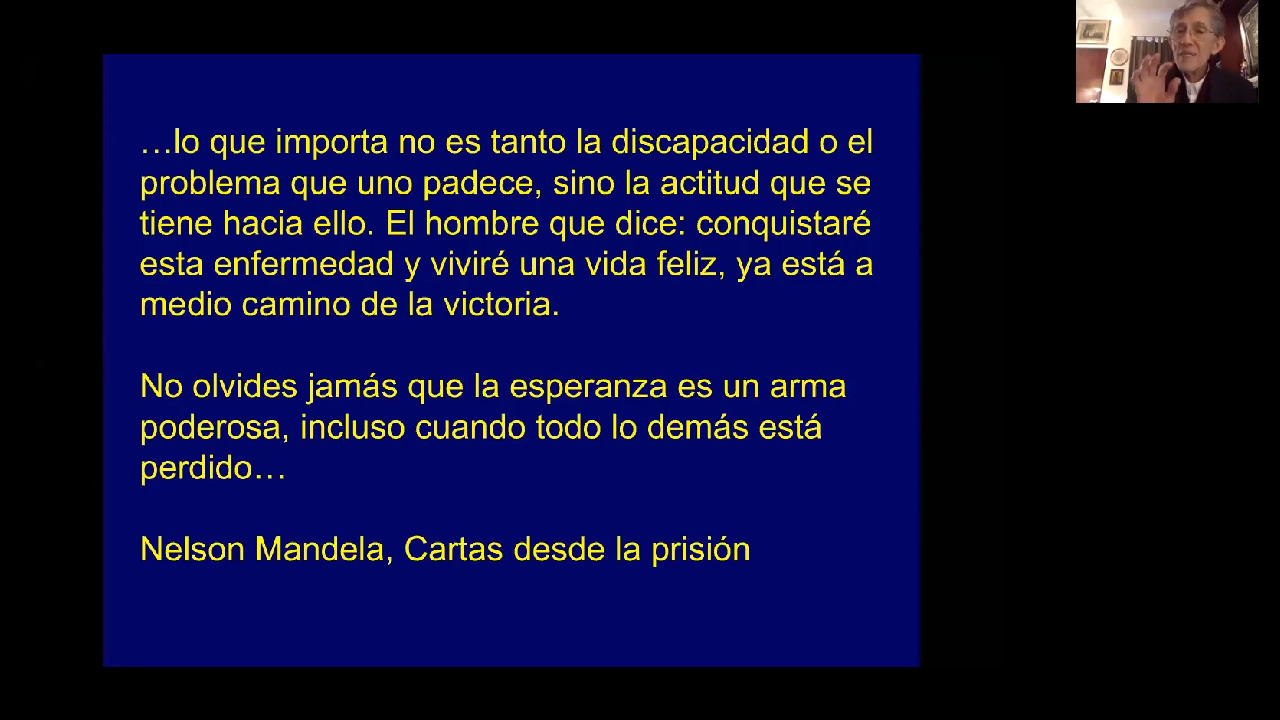 …lo que importa no es tanto la discapacidad o el
problema que uno padece, sino la actitud que se
tiene hacia ello. El hombre que dice: conquistaré
esta enfermedad y viviré una vida feliz, ya está a
medio camino de la victoria.
No olvides jamás que la esperanza es un arma
poderosa, incluso cuando todo lo demás está
perdido…
Nelson Mandela, Cartas desde la prisión